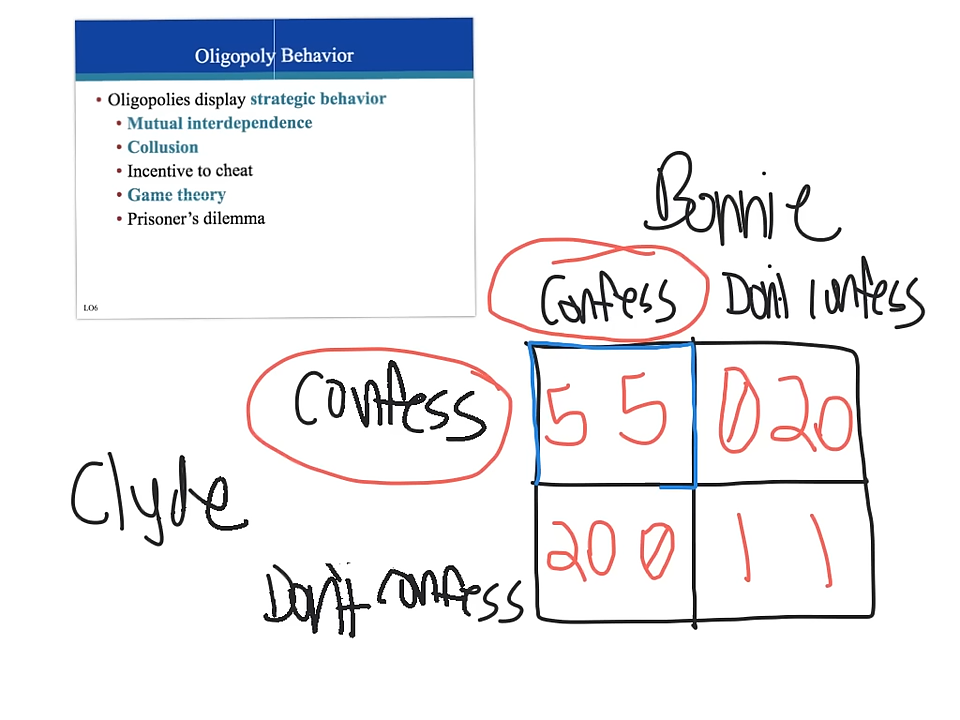 Oligopoly Behavior
• Oligopolies display strategic behavior
• Mutual interdependence
• Collusion
• Incentive to cheat
• Game theory
• Prisoner's dilemma
LO6
Bonnie
Confess Don't confess
Confess 5 5 0 20
Clyde
Don't confess 20 0 1 1